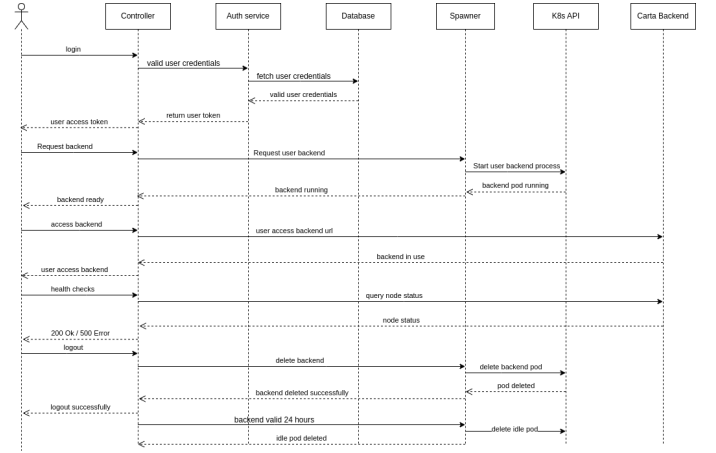 Controller
Auth service
Database
Spawner
K8s API
Carta Backend
login
valid user credentials
fetch user credentials
valid user credentials
return user token
user access token
Request backend
Request user backend
Start user backend process
backend pod running
backend running
backend ready
access backend
user access backend url
backend in use
user access backend
health checks
query node status
node status
200 Ok / 500 Error
logout
delete backend
delete backend pod
pod deleted
backend deleted successfully
logout successfully
backend valid 24 hours
delete idle pod
idle pod deleted